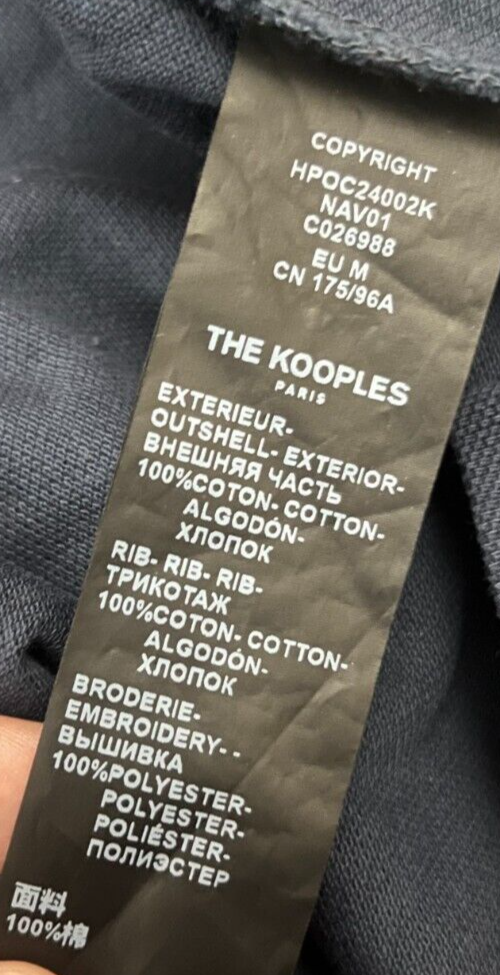 COPYRIGHT
HPOC24002K
NAV01
C026988
EU M
CN 175/96A
THE KOOPLES
PARIS
EXTERIEUR-
OUTSHELL- EXTERIOR-
ВНЕШНЯЯ ЧАСТЬ
100%COTON- COTTON-
ALGODÓN-
ХЛОПОК
RIB- RIB- RIB-
ТРИКОТАЖ
100%COTON- COTTON-
ALGODÓN-
ХЛОПОК
BRODERIE-
EMBROIDERY- -
ВЫШИВКА
100%POLYESTER-
POLYESTER-
POLIÉSTER-
ПОЛИЭСТЕР
面料
100%棉